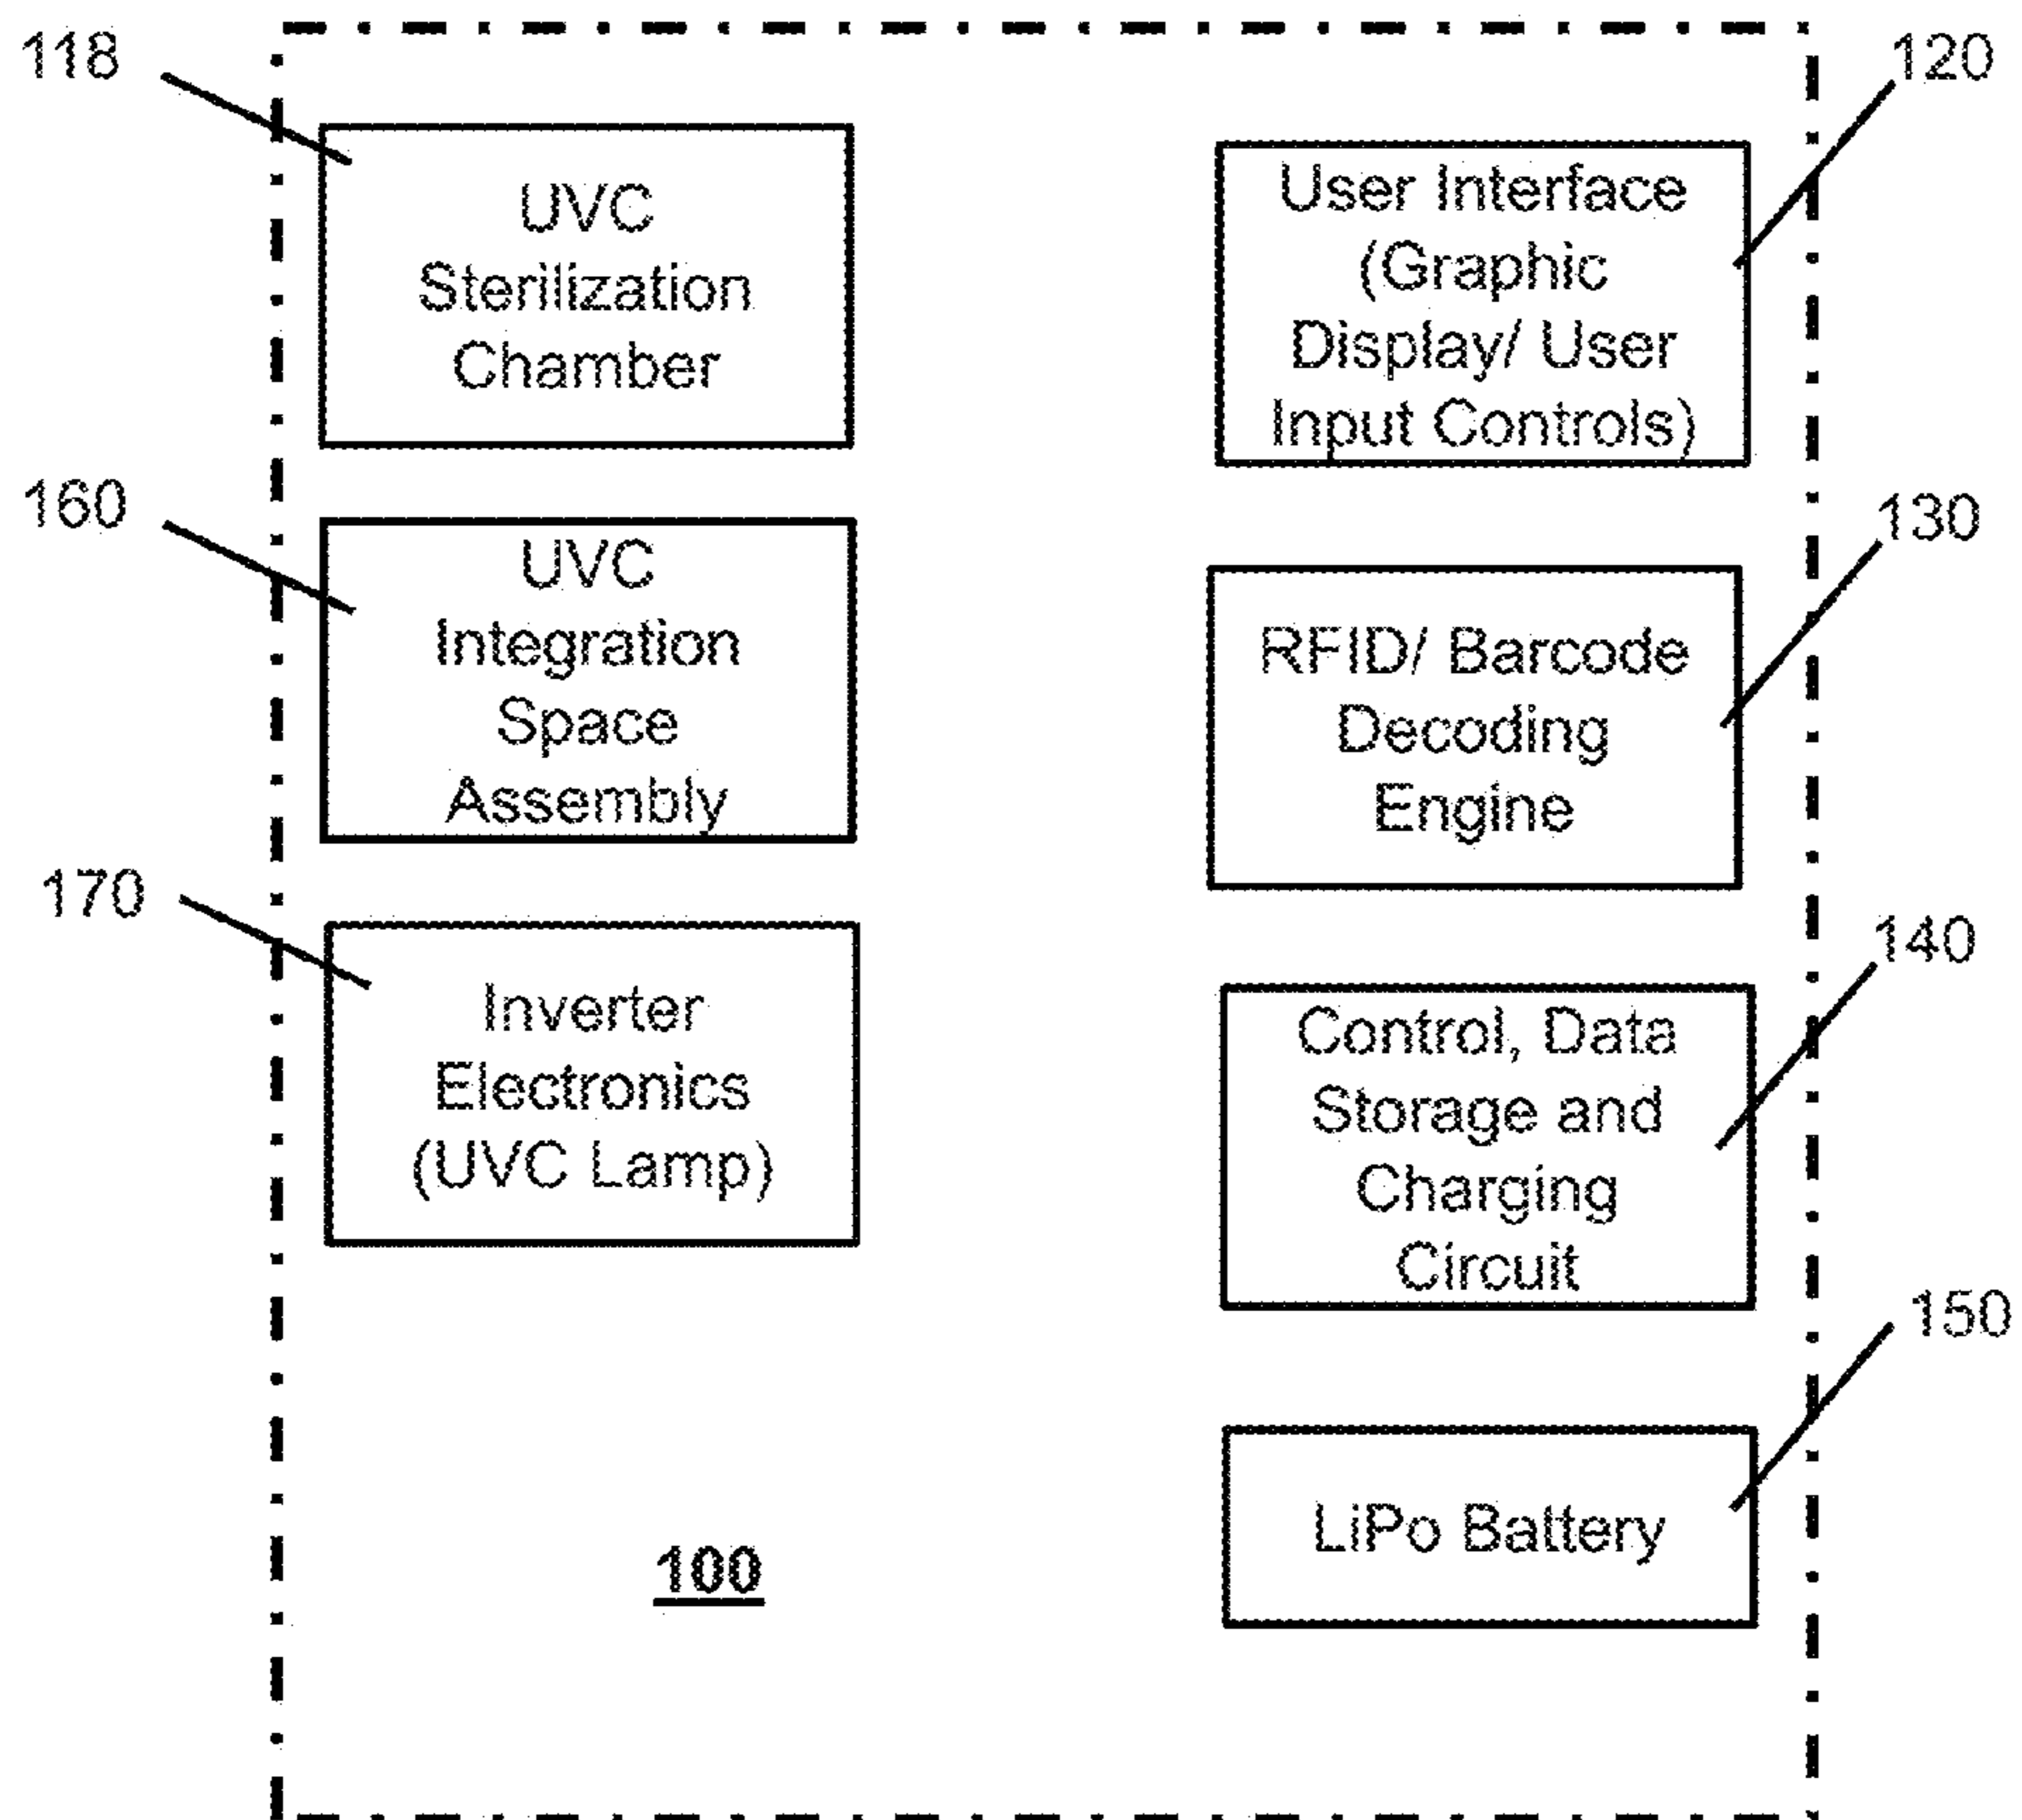 118
UVC
Sterilization
Chamber
160
UVC
Integration
Space
Assembly
170
Inverter
Electronics
(UVC Lamp)
120
User Interface
(Graphic
Display/ User
Input Controls)
130
RFID/ Barcode
Decoding
Engine
140
Control, Data
Storage and
Charging
Circuit
150
LiPo Battery
100